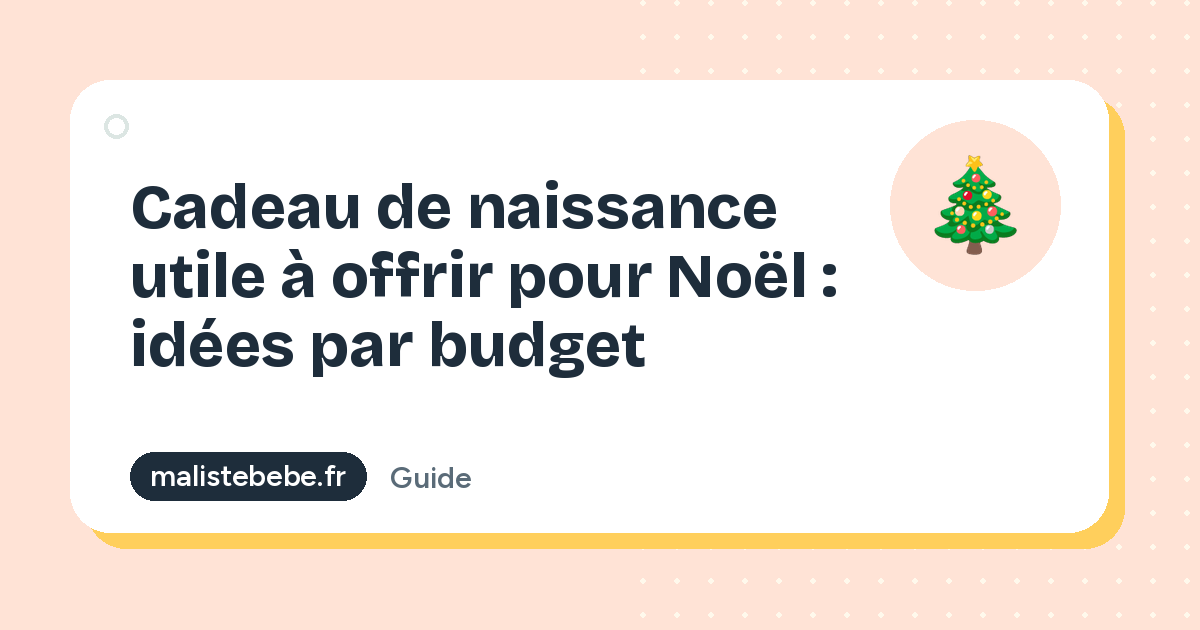 Cadeau de naissance
utile à offrir pour Noël :
idées par budget
malistebebe.fr
Guide